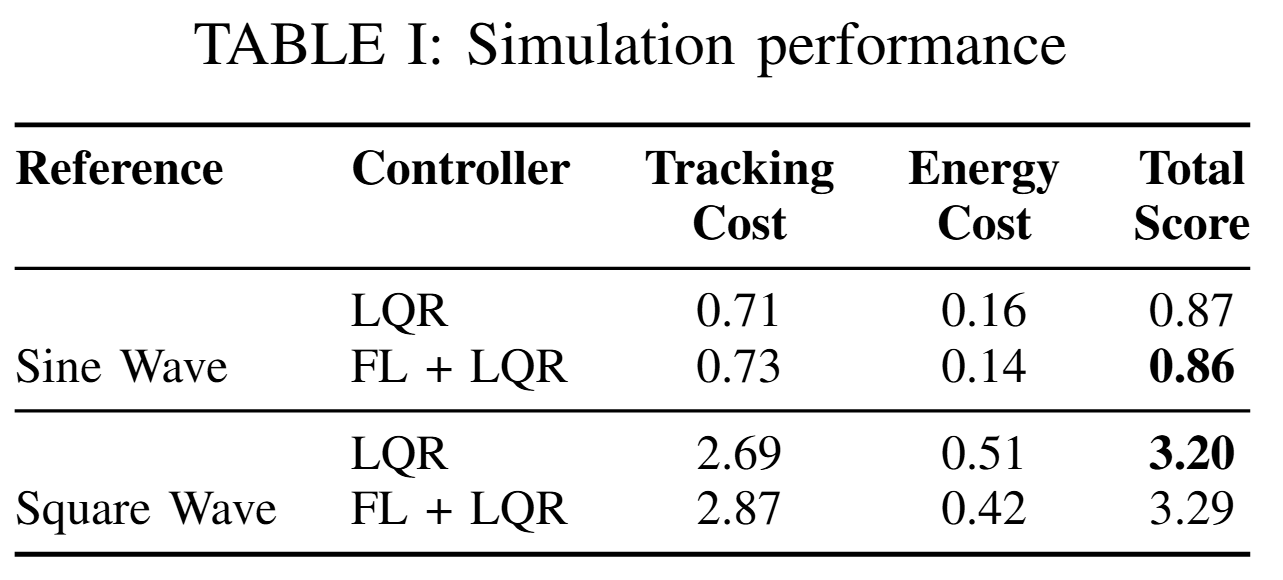 TABLE I: Simulation performance
Reference Controller Tracking Cost Energy Cost Total Score
LQR 0.71 0.16 0.87
Sine Wave FL + LQR 0.73 0.14 0.86
LQR 2.69 0.51 3.20
Square Wave FL + LQR 2.87 0.42 3.29